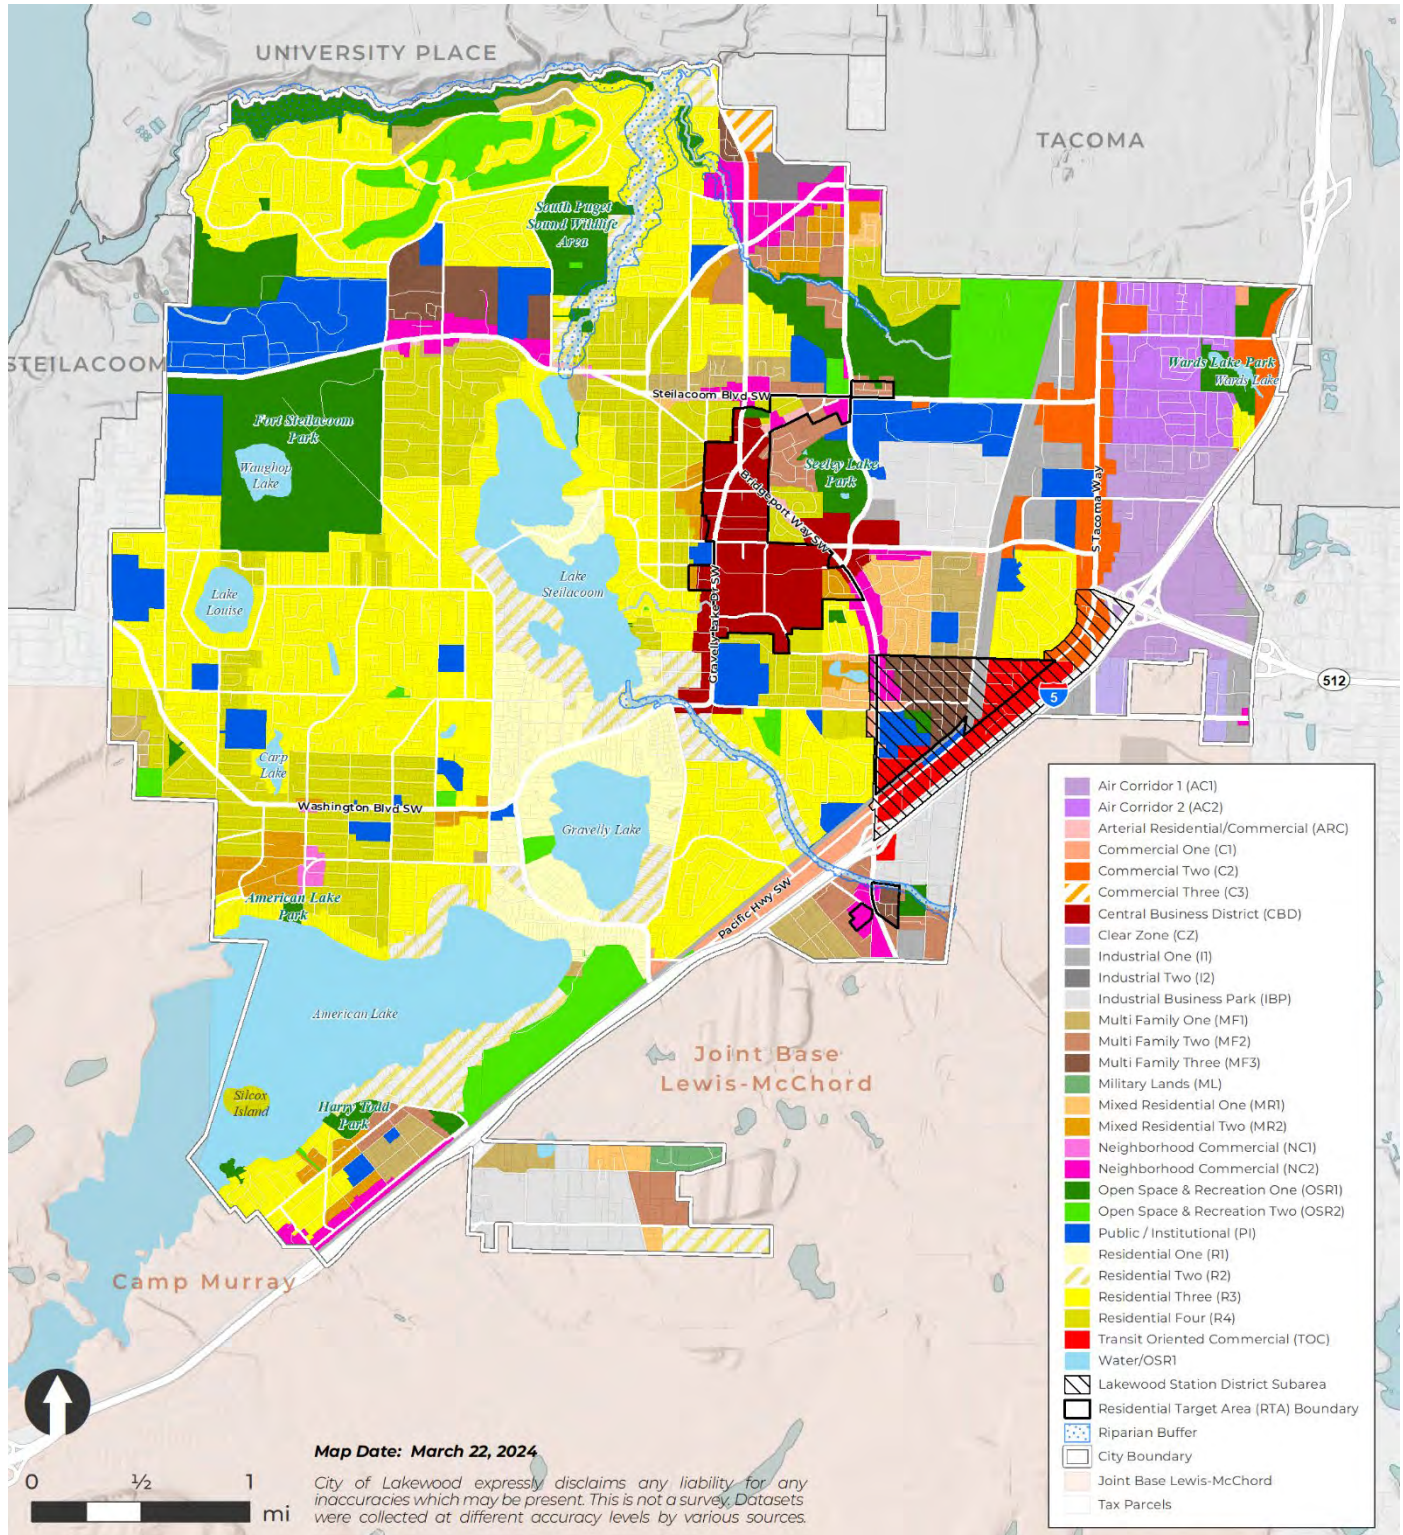 UNIVERSITY PLACE
TACOMA
South Puget
Sound Wildlife
Area
STEILACOOM
Wards Lake Park
Wards Lake
Steilacoom Blvd SW
Fort Steilacoom
Park
Waughop
Lake
Seeley Lake
Park
Bridgeport Way SW
S Tacoma Way
Lake
Louise
Lake
Steilacoom
Gravelly Lake Dr SW
512
5
Carp
Lake
Washington Blvd SW
Gravelly Lake
American Lake
Park
Pacific Hwy SW
American Lake
Joint Base
Lewis-McChord
Silcox
Island
Harry Todd
Park
Camp Murray
Air Corridor 1 (AC1)
Air Corridor 2 (AC2)
Arterial Residential/Commercial (ARC)
Commercial One (C1)
Commercial Two (C2)
Commercial Three (C3)
Central Business District (CBD)
Clear Zone (CZ)
Industrial One (I1)
Industrial Two (I2)
Industrial Business Park (IBP)
Multi Family One (MF1)
Multi Family Two (MF2)
Multi Family Three (MF3)
Military Lands (ML)
Mixed Residential One (MR1)
Mixed Residential Two (MR2)
Neighborhood Commercial (NC1)
Neighborhood Commercial (NC2)
Open Space & Recreation One (OSR1)
Open Space & Recreation Two (OSR2)
Public / Institutional (PI)
Residential One (R1)
Residential Two (R2)
Residential Three (R3)
Residential Four (R4)
Transit Oriented Commercial (TOC)
Water/OSR1
Lakewood Station District Subarea
Residential Target Area (RTA) Boundary
Riparian Buffer
City Boundary
Joint Base Lewis-McChord
Tax Parcels
Map Date: March 22, 2024
City of Lakewood expressly disclaims any liability for any
inaccuracies which may be present. This is not a survey. Datasets
were collected at different accuracy levels by various sources.
0 ½ 1
mi